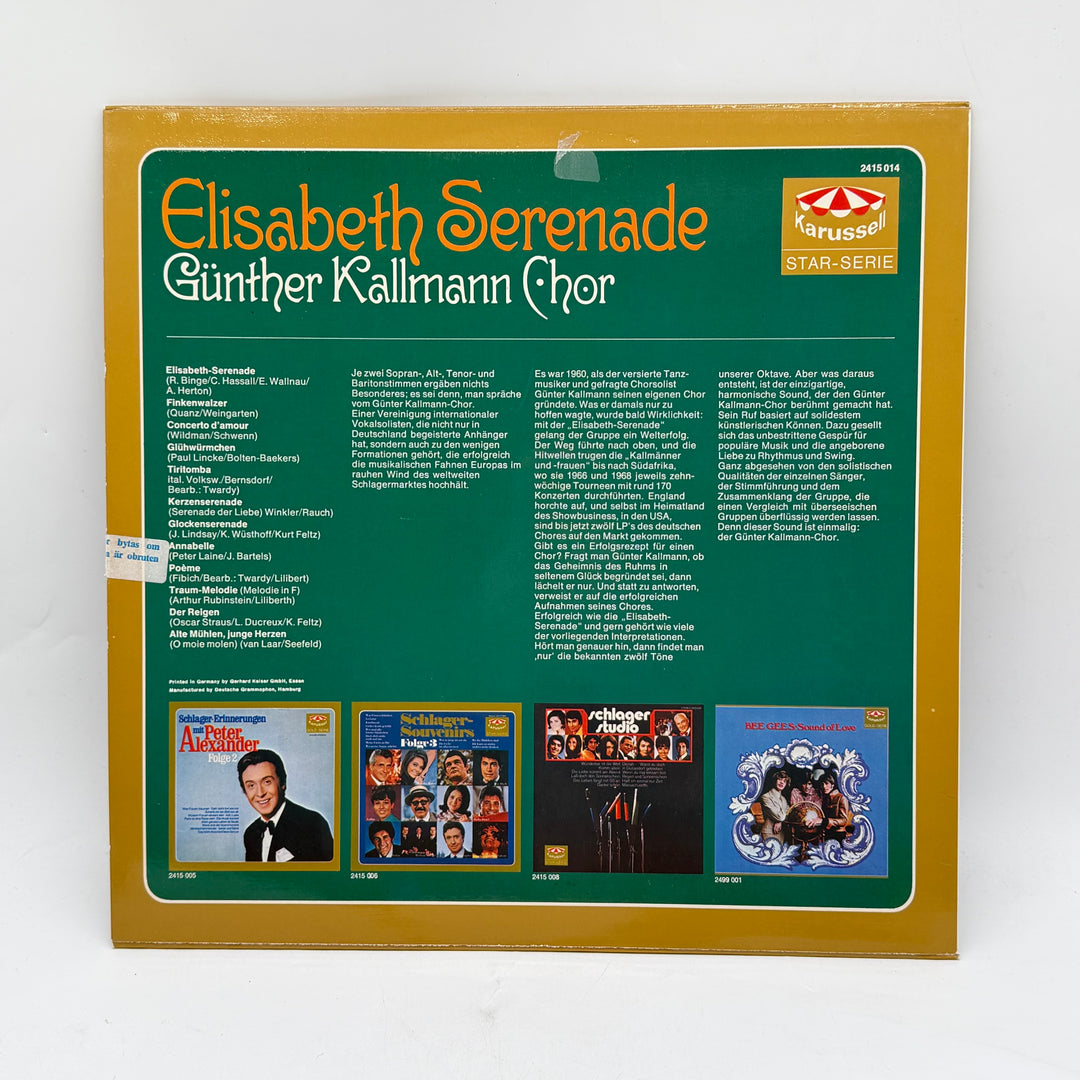 2415 014
Elisabeth Serenade
Günther Kallmann Chor
Karussell
STAR-SERIE
Elisabeth-Serenade
(R. Binge/C. Hassall/E. Wallnau/
A. Herton)
Finkenwalzer
(Quanz/Weingarten)
Concerto d'amour
(Wildman/Schwenn)
Glühwürmchen
(Paul Lincke/Bolten-Baekers)
Tiritomba
ital. Volksw./Bernsdorf/
Bearb.: Twardy)
Kerzenserenade
(Serenade der Liebe) Winkler/Rauch)
Glockenserenade
(J. Lindsay/K. Wüsthoff/Kurt Feltz)
Annabelle
(Peter Laine/J. Bartels)
Poème
(Fibich/Bearb.: Twardy/Lilibert)
Traum-Melodie (Melodie in F)
(Arthur Rubinstein/Liliberth)
Der Reigen
(Oscar Straus/L. Ducreux/K. Feltz)
Alte Mühlen, junge Herzen
(O moie molen) (van Laar/Seefeld)
bytas om
är obruten
Printed in Germany by Gerhard Kaiser GmbH, Essen
Manufactured by Deutsche Grammophon, Hamburg
Je zwei Sopran-, Alt-, Tenor- und
Baritonstimmen ergäben nichts
Besonderes; es sei denn, man spräche
vom Günter Kallmann-Chor.
Einer Vereinigung internationaler
Vokalsolisten, die nicht nur in
Deutschland begeisterte Anhänger
hat, sondern auch zu den wenigen
Formationen gehört, die erfolgreich
die musikalischen Fahnen Europas im
rauhen Wind des weltweiten
Schlagermarktes hochhält.
Es war 1960, als der versierte Tanz-
musiker und gefragte Chorsolist
Günter Kallmann seinen eigenen Chor
gründete. Was er damals nur zu
hoffen wagte, wurde bald Wirklichkeit:
mit der „Elisabeth-Serenade"
gelang der Gruppe ein Welterfolg.
Der Weg führte nach oben, und die
Hitwellen trugen die „Kallmänner
und -frauen" bis nach Südafrika,
wo sie 1966 und 1968 jeweils zehn-
wöchige Tourneen mit rund 170
Konzerten durchführten. England
horchte auf, und selbst im Heimatland
des Showbusiness, in den USA,
sind bis jetzt zwölf LP's des deutschen
Chores auf den Markt gekommen.
Gibt es ein Erfolgsrezept für einen
Chor? Fragt man Günter Kallmann, ob
das Geheimnis des Ruhms in
seltenem Glück begründet sei, dann
lächelt er nur. Und statt zu antworten,
verweist er auf die erfolgreichen
Aufnahmen seines Chores.
Erfolgreich wie die „Elisabeth-
Serenade" und gern gehört wie viele
der vorliegenden Interpretationen.
Hört man genauer hin, dann findet man
‚nur' die bekannten zwölf Töne
unserer Oktave. Aber was daraus
entsteht, ist der einzigartige,
harmonische Sound, der den Günter
Kallmann-Chor berühmt gemacht hat.
Sein Ruf basiert auf solidestem
künstlerischen Können. Dazu gesellt
sich das unbestrittene Gespür für
populäre Musik und die angeborene
Liebe zu Rhythmus und Swing.
Ganz abgesehen von den solistischen
Qualitäten der einzelnen Sänger,
der Stimmführung und dem
Zusammenklang der Gruppe, die
einen Vergleich mit überseeischen
Gruppen überflüssig werden lassen.
Denn dieser Sound ist einmalig:
der Günter Kallmann-Chor.
Schlager-Erinnerungen
mit Peter
Alexander
Folge 2
2415 005
Schlager-
Souvenirs
Folge 3
2415 006
schlager
studio
2415 008
BEE GEES Sound of Love
2499 001